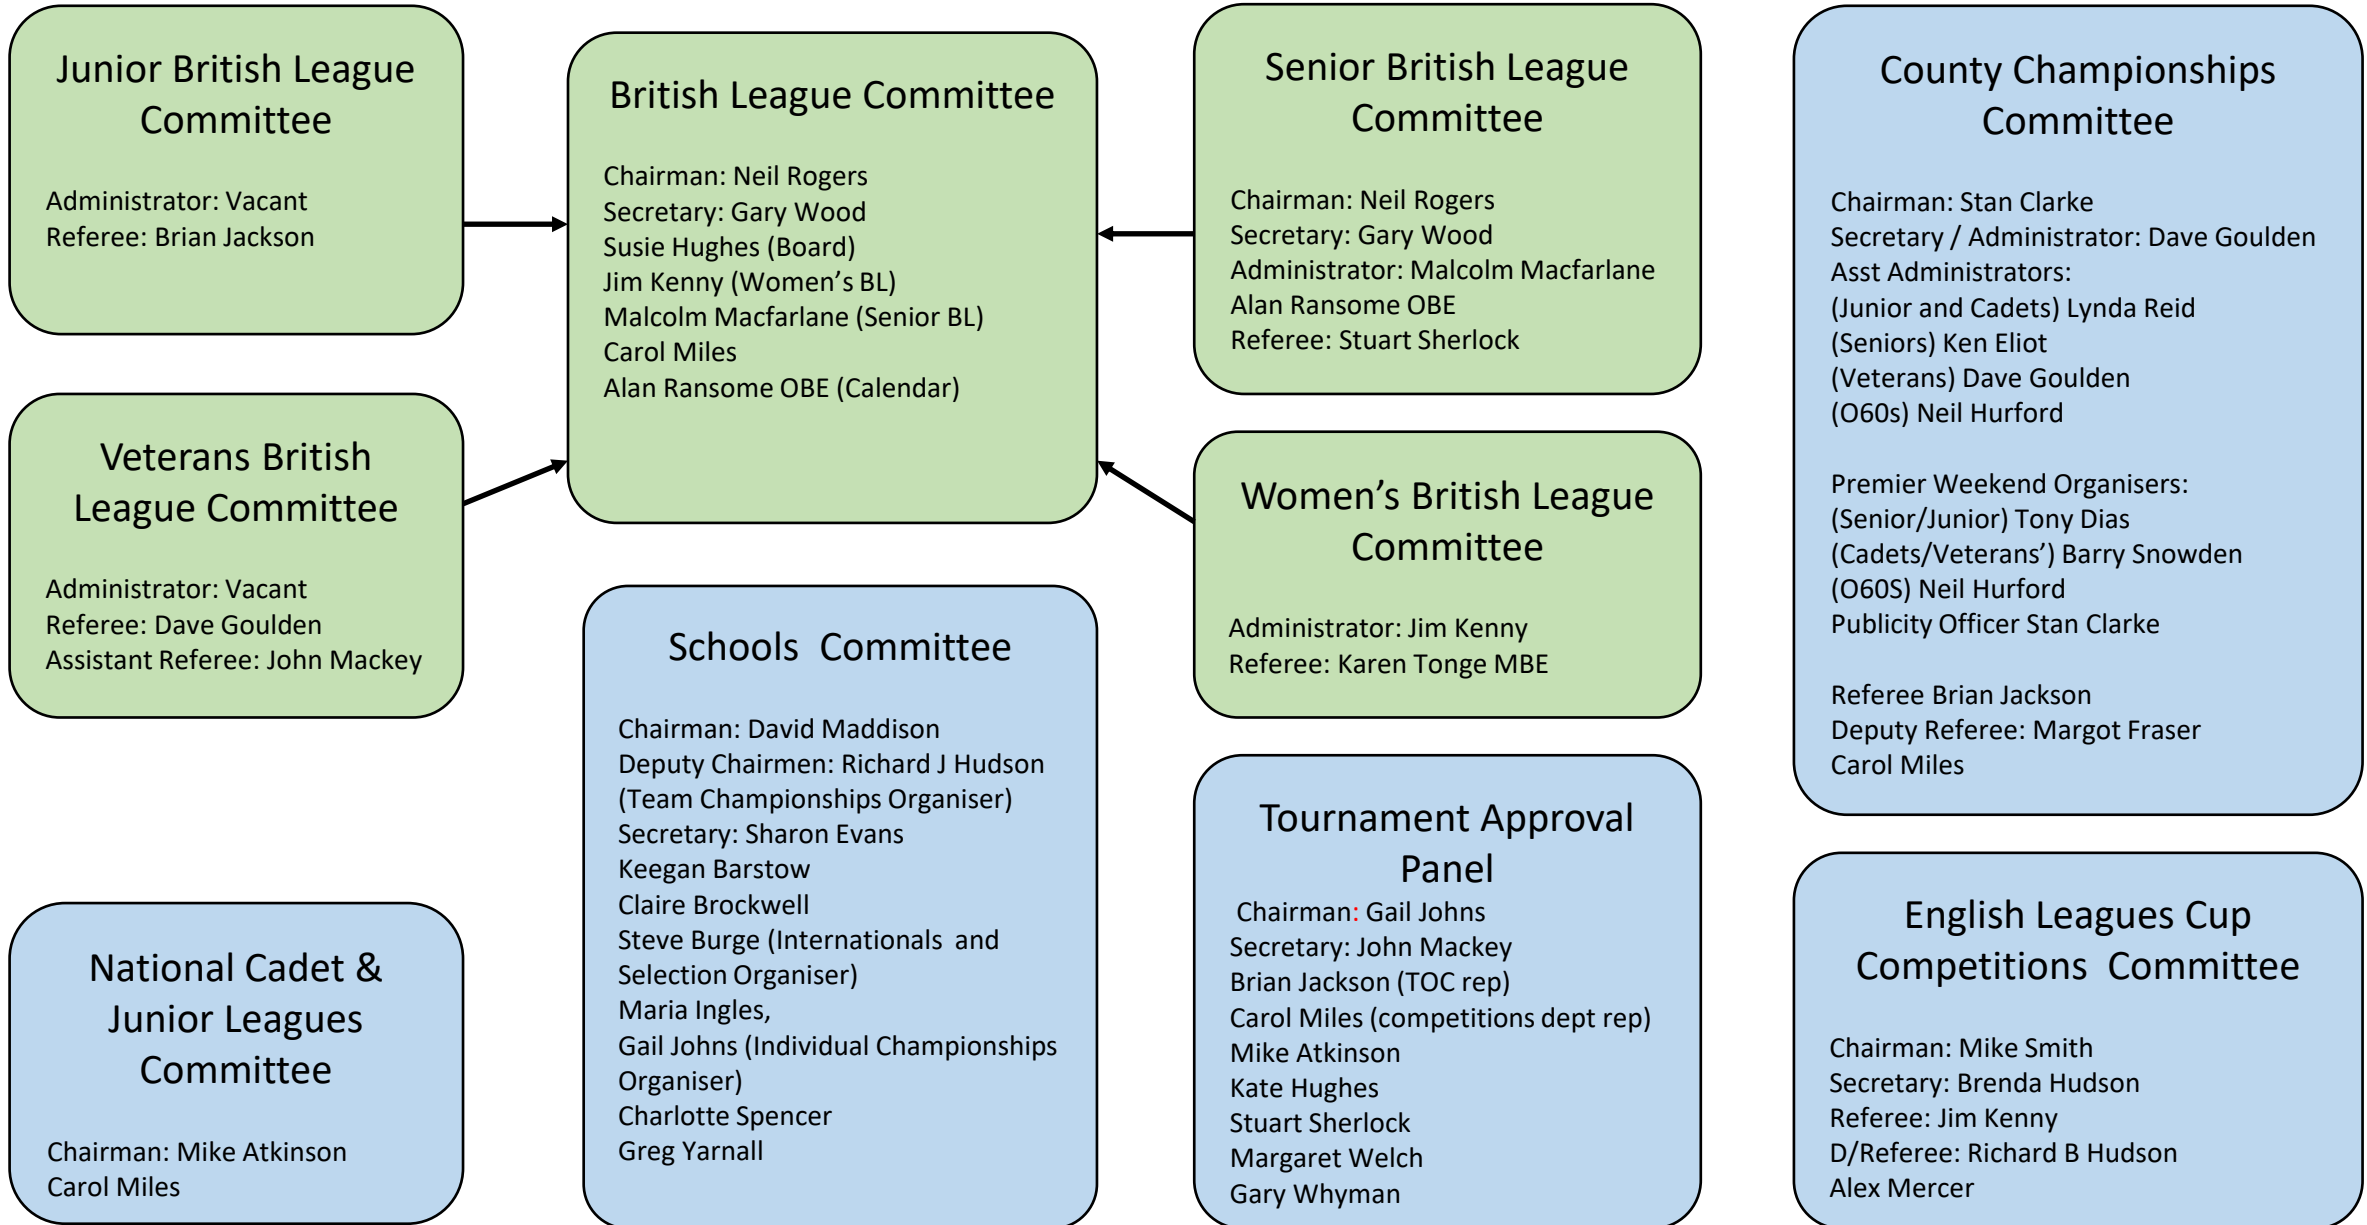 Junior British League
Committee
Administrator: Vacant
Referee: Brian Jackson
British League Committee
Chairman: Neil Rogers
Secretary: Gary Wood
Susie Hughes (Board)
Jim Kenny (Women’s BL)
Malcolm Macfarlane (Senior BL)
Carol Miles
Alan Ransome OBE (Calendar)
Senior British League
Committee
Chairman: Neil Rogers
Secretary: Gary Wood
Administrator: Malcolm Macfarlane
Alan Ransome OBE
Referee: Stuart Sherlock
County Championships
Committee
Chairman: Stan Clarke
Secretary / Administrator: Dave Goulden
Asst Administrators:
(Junior and Cadets) Lynda Reid
(Seniors) Ken Eliot
(Veterans) Dave Goulden
(O60s) Neil Hurford
Premier Weekend Organisers:
(Senior/Junior) Tony Dias
(Cadets/Veterans’) Barry Snowden
(O60S) Neil Hurford
Publicity Officer Stan Clarke
Referee Brian Jackson
Deputy Referee: Margot Fraser
Carol Miles
Veterans British
League Committee
Administrator: Vacant
Referee: Dave Goulden
Assistant Referee: John Mackey
Women’s British League
Committee
Administrator: Jim Kenny
Referee: Karen Tonge MBE
Schools  Committee
Chairman: David Maddison
Deputy Chairmen: Richard J Hudson
(Team Championships Organiser)
Secretary: Sharon Evans
Keegan Barstow
Claire Brockwell
Steve Burge (Internationals  and
Selection Organiser)
Maria Ingles,
Gail Johns (Individual Championships
Organiser)
Charlotte Spencer
Greg Yarnall
Tournament Approval
Panel
Chairman: Gail Johns
Secretary: John Mackey
Brian Jackson (TOC rep)
Carol Miles (competitions dept rep)
Mike Atkinson
Kate Hughes
Stuart Sherlock
Margaret Welch
Gary Whyman
National Cadet &
Junior Leagues
Committee
Chairman: Mike Atkinson
Carol Miles
English Leagues Cup
Competitions  Committee
Chairman: Mike Smith
Secretary: Brenda Hudson
Referee: Jim Kenny
D/Referee: Richard B Hudson
Alex Mercer